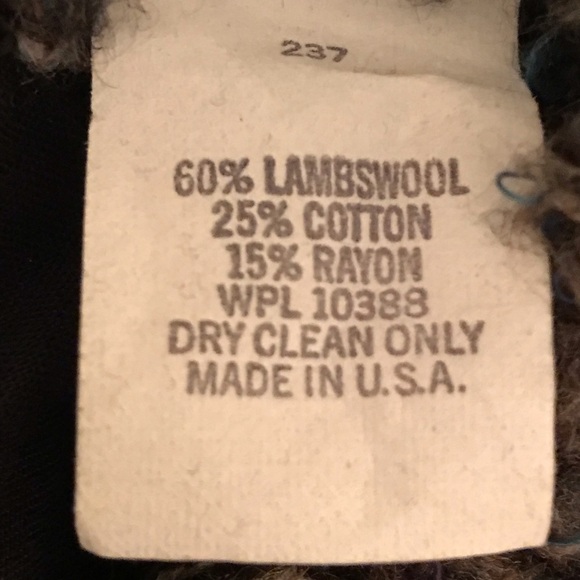 237
60% LAMBSWOOL
25% COTTON
15% RAYON
WPL 10388
DRY CLEAN ONLY
MADE IN U.S.A.